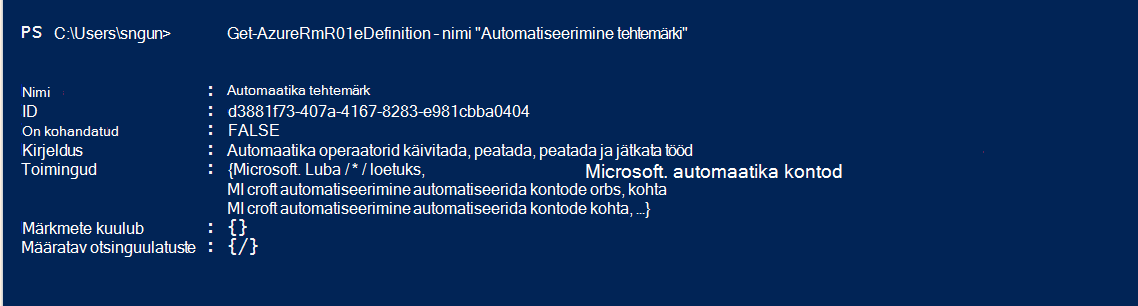 PS C:\Users\sngun> Get-AzureRmR01eDefinition - nimi "Automatiseerimine tehtemärki"
Nimi : Automaatika tehtemärk
ID : d3881f73-407a-4167-8283-e981cbba0404
On kohandatud : FALSE
Kirjeldus : Automaatika operaatorid käivitada, peatada, peatada ja jätkata tööd
Toimingud : {Microsoft. Luba / * / loetuks, Microsoft. automaatika kontod
MI croft automatiseerimine automatiseerida kontode orbs, kohta
MI croft automatiseerimine automatiseerida kontode kohta, ...}
Märkmete kuulub : {}
Määratav otsinguulatuste : {/}